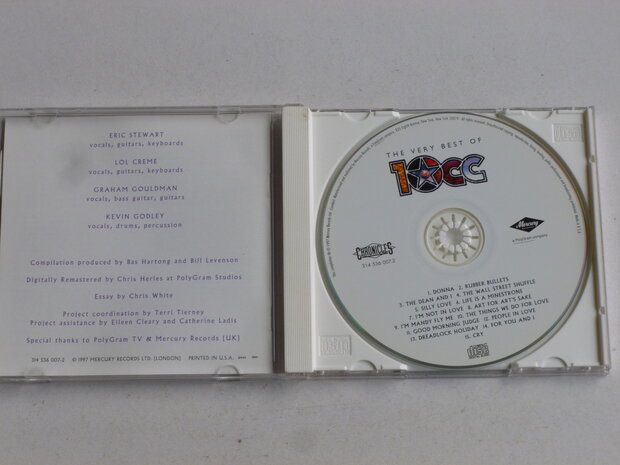 ERIC STEWART
vocals, guitars, keyboards
LOL CREME
vocals, guitars, keyboards
GRAHAM GOULDMAN
vocals, bass guitar, guitars
KEVIN GODLEY
vocals, drums, percussion
Compilation produced by Bas Hartong and Bill Levenson
Digitally Remastered by Chris Herles at PolyGram Studios
Essay by Chris White
Project coordination by Terri Tierney
Project assistance by Eileen Cleary and Catherine Ladis
Special thanks to PolyGram TV & Mercury Records [UK]
314 536 007-2 © 1997 MERCURY RECORDS LTD. (LONDON) PRINTED IN U.S.A.
THE VERY BEST OF
10CC
CHRONICLES
314 536 007-2
Mercury
a PolyGram company
1. DONNA 2. RUBBER BULLETS
3. THE DEAN AND I 4. THE WALL STREET SHUFFLE
5. SILLY LOVE 6. LIFE IS A MINESTRONE
7. I'M NOT IN LOVE 8. ART FOR ART'S SAKE
9. I'M MANDY FLY ME 10. THE THINGS WE DO FOR LOVE
11. GOOD MORNING JUDGE 12. PEOPLE IN LOVE
13. DREADLOCK HOLIDAY 14. FOR YOU AND I
15. CRY